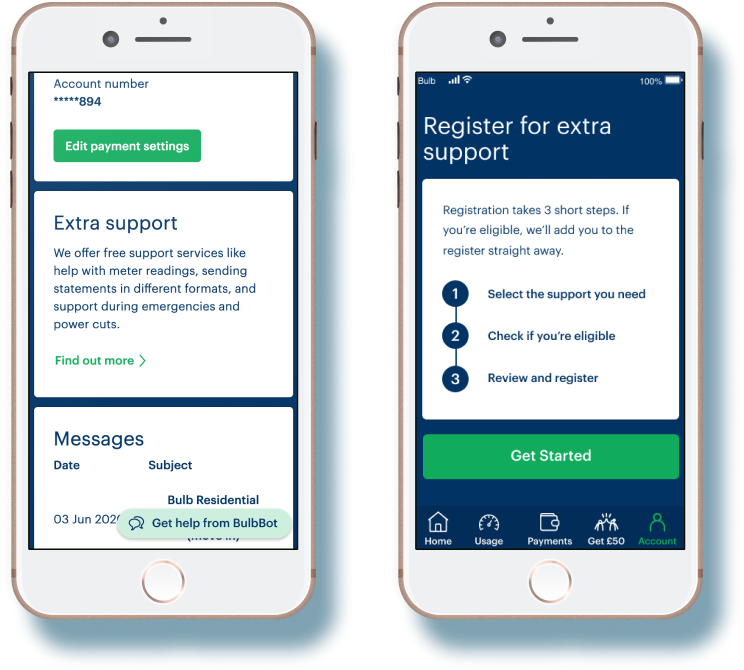 Account number
*****894
Edit payment settings
Extra support
We offer free support services like
help with meter readings, sending
statements in different formats, and
support during emergencies and
power cuts.
Find out more
Messages
Date Subject
Bulb Residential
03 Jun 202
Get help from BulbBot
(move in)
Bulb 100%
Register for extra
support
Registration takes 3 short steps. If
you're eligible, we'll add you to the
register straight away.
1 Select the support you need
2 Check if you're eligible
3 Review and register
Get Started
Home Usage Payments Get £50 Account